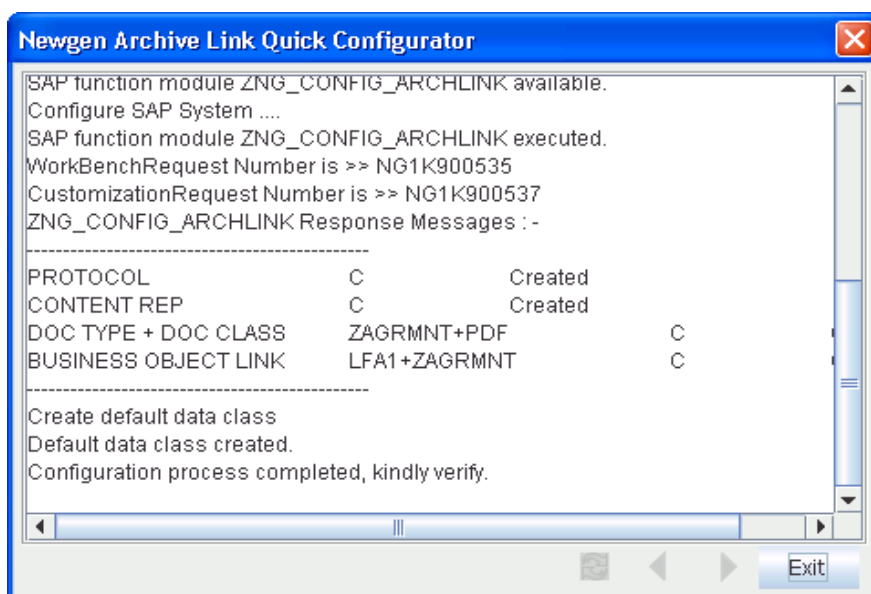 Newgen Archive Link Quick Configurator
SAP function module ZNG_CONFIG_ARCHLINK available.
Configure SAP System ....
SAP function module ZNG_CONFIG_ARCHLINK executed.
WorkBenchRequest Number is >> NG1K900535
CustomizationRequest Number is >> NG1K900537
ZNG_CONFIG_ARCHLINK Response Messages : -
------------------------------------------
PROTOCOL C Created
CONTENT REP C Created
DOC TYPE + DOC CLASS ZAGRMNT+PDF C
BUSINESS OBJECT LINK LFA1+ZAGRMNT C
------------------------------------------
Create default data class
Default data class created.
Configuration process completed, kindly verify.
Exit